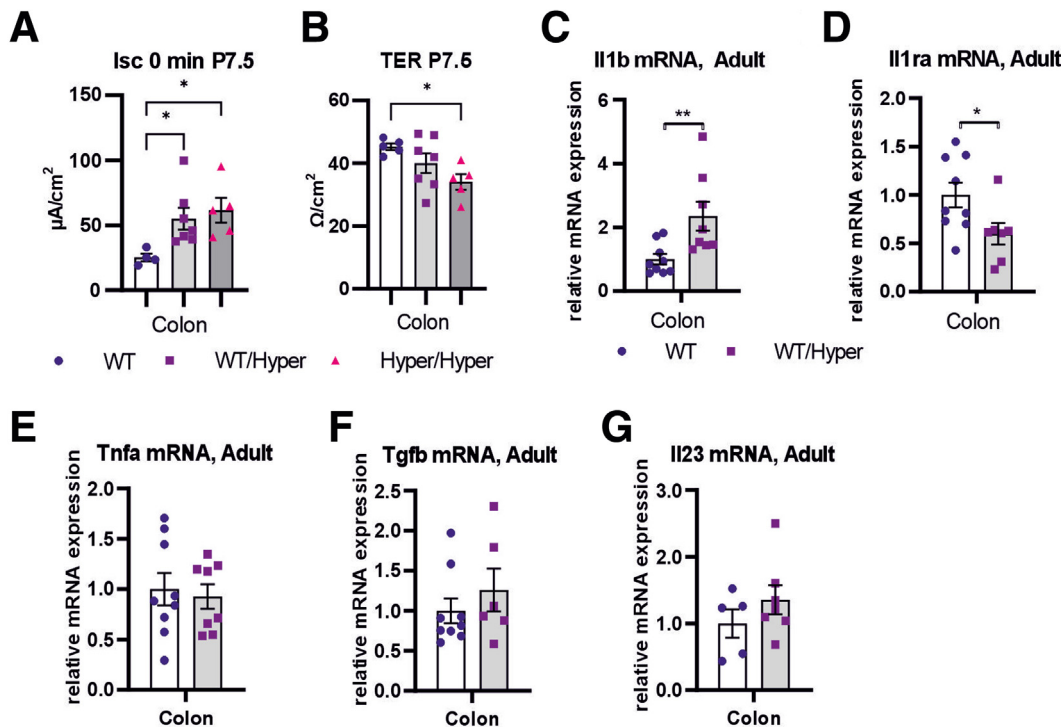 A
Isc 0 min P7.5
150
100
50
0
µA/cm²
*
*
Colon
B
TER P7.5
60
40
20
0
Ω/cm²
*
Colon
WT
WT/Hyper
Hyper/Hyper
C
Il1b mRNA, Adult
6
4
2
0
relative mRNA expression
**
Colon
D
Il1ra mRNA, Adult
2.0
1.5
1.0
0.5
0.0
relative mRNA expression
*
Colon
WT
WT/Hyper
E
Tnfa mRNA, Adult
2.0
1.5
1.0
0.5
0.0
relative mRNA expression
Colon
F
Tgfb mRNA, Adult
2.5
2.0
1.5
1.0
0.5
0.0
relative mRNA expression
Colon
G
Il23 mRNA, Adult
3.0
2.0
1.0
0.0
relative mRNA expression
Colon